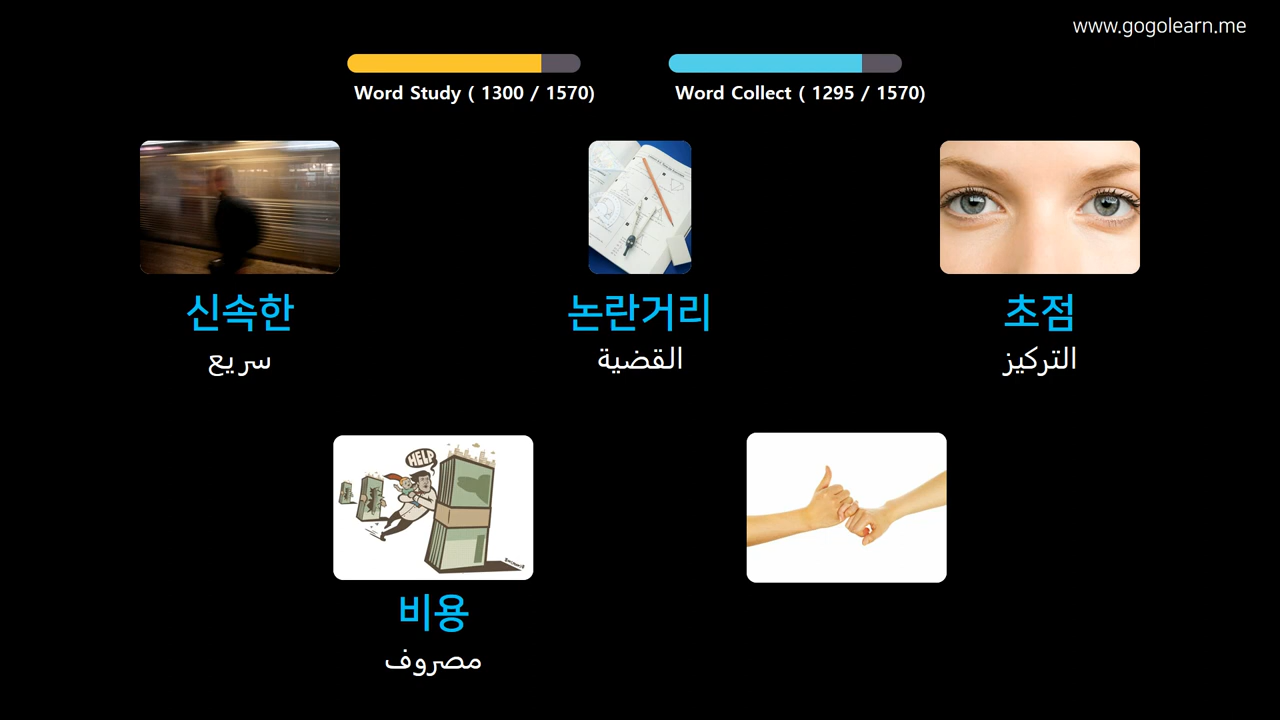 www.gogolearn.me
Word Study ( 1300 / 1570)
Word Collect ( 1295 / 1570)
신속한
سريع
논란거리
القضية
초점
التركيز
HELP
비용
مصروف